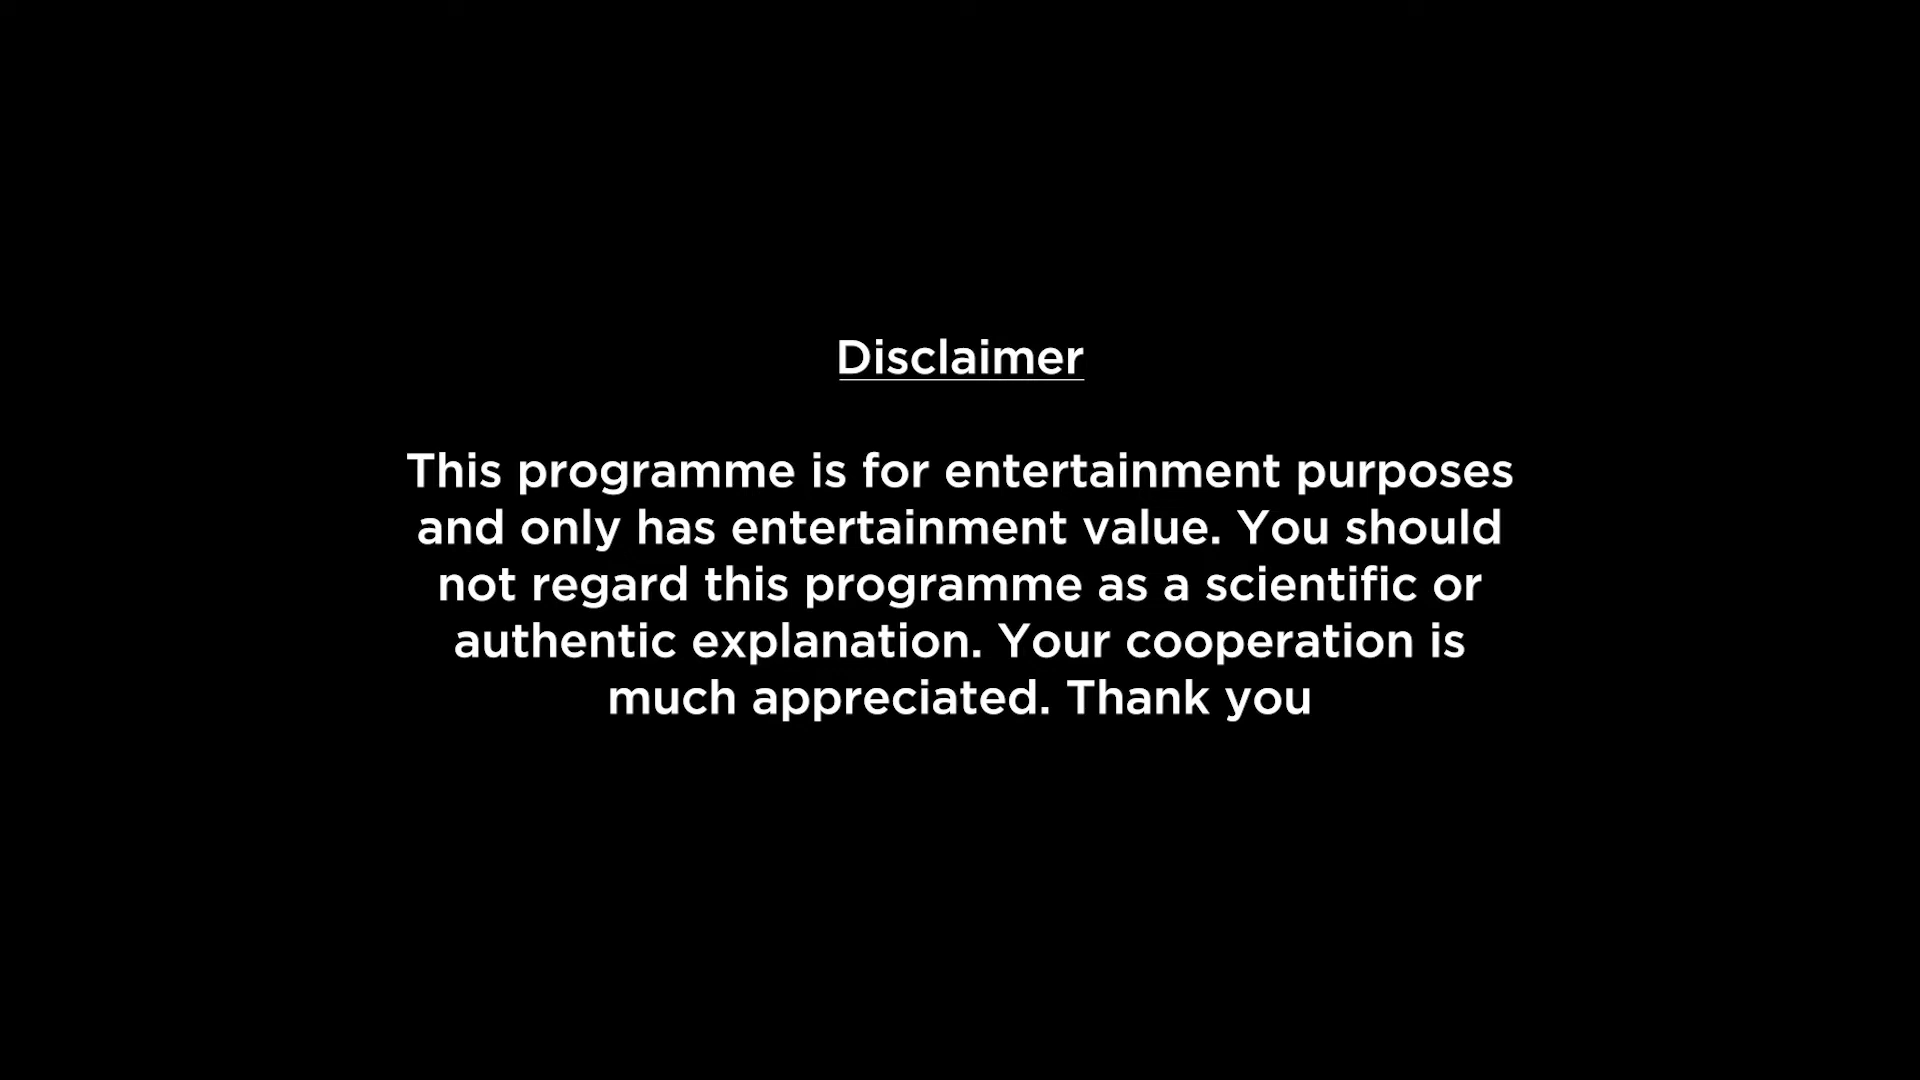 Disclaimer
This programme is for entertainment purposes
and only has entertainment value. You should
not regard this programme as a scientific or
authentic explanation. Your cooperation is
much appreciated. Thank you